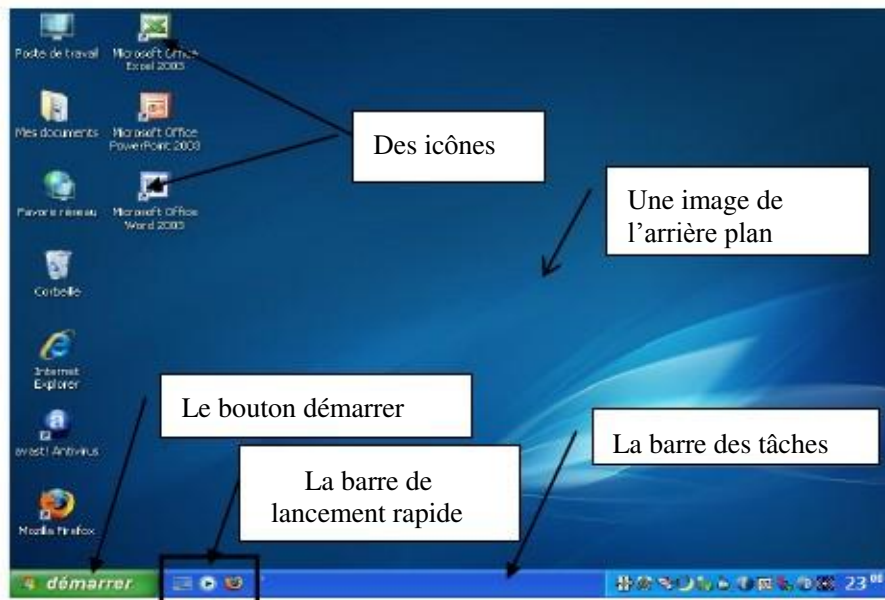 Poste de travail
Microsoft Office
Excel 2003
Mes documents
Microsoft Office
PowerPoint 2003
Des icônes
Favoris réseau
Microsoft Office
Word 2003
Une image de
l'arrière plan
Corbeille
Internet
Explorer
Le bouton démarrer
avast! Antivirus
La barre des tâches
La barre de
lancement rapide
Mozilla Firefox
démarrer
23